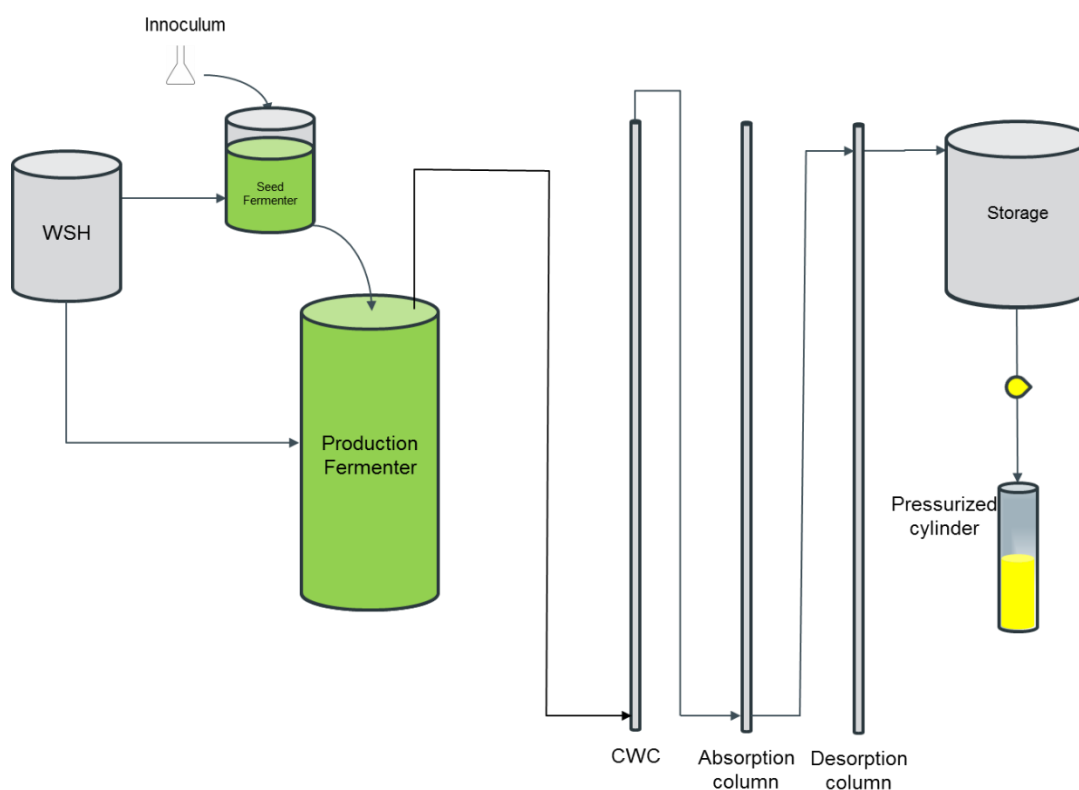 Innoculum
Seed
Fermenter
WSH
Storage
Production
Fermenter
Pressurized
cylinder
CWC
Absorption
column
Desorption
column